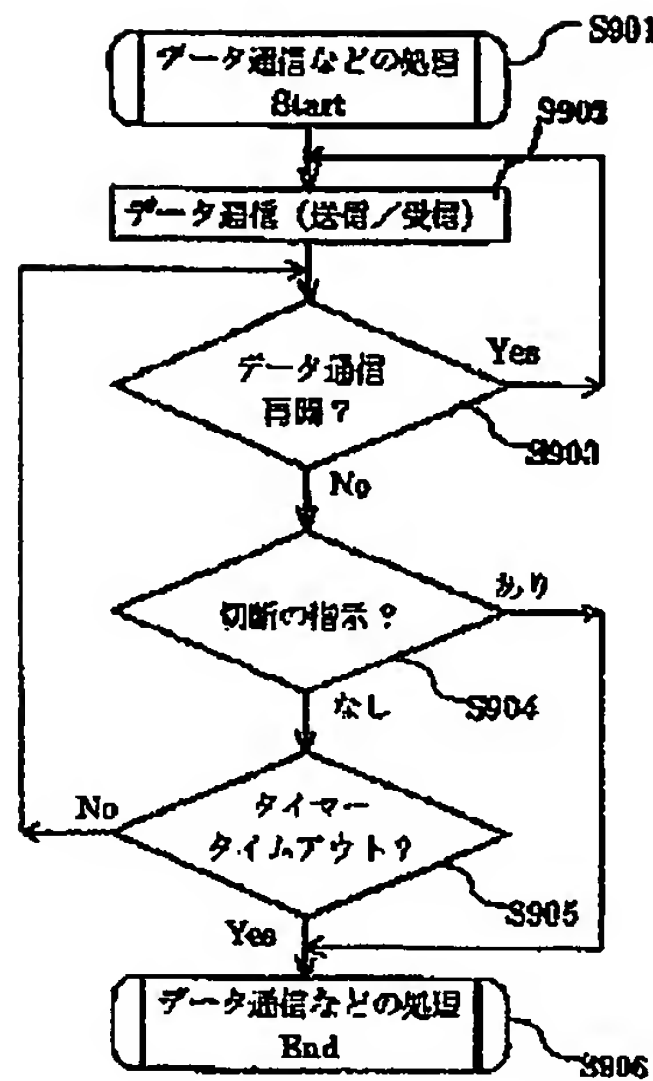 データ通信などの処理
Start
S901
S902
データ通信（送信／受信）
データ通信
再開？
Yes
S903
No
切断の指示？
あり
S904
なし
タイマー
タイムアウト？
No
S905
Yes
データ通信などの処理
End
S906